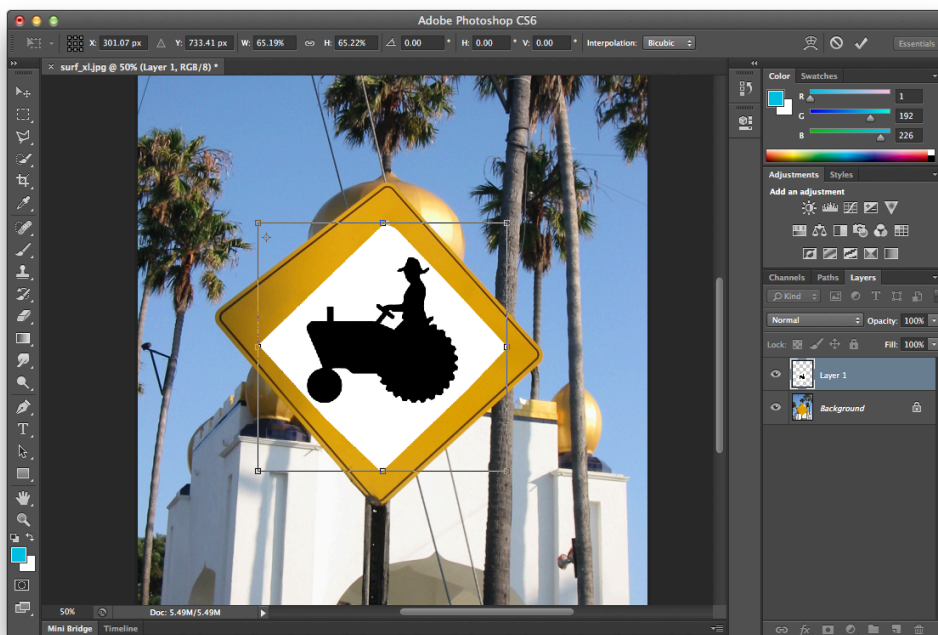 Adobe Photoshop CS6
X: 301.07 px Y: 733.41 px W: 65.19% H: 65.22% 0.00 ° H: 0.00 ° V: 0.00 ° Interpolation: Bicubic Essentials
× surf_xl.jpg @ 50% (Layer 1, RGB/8) *
Color Swatches
R 1
G 192
B 226
Adjustments Styles
Add an adjustment
Channels Paths Layers
Kind
Normal Opacity: 100%
Lock: Fill: 100%
Layer 1
Background
50% Doc: 5.49M/5.49M
Mini Bridge Timeline